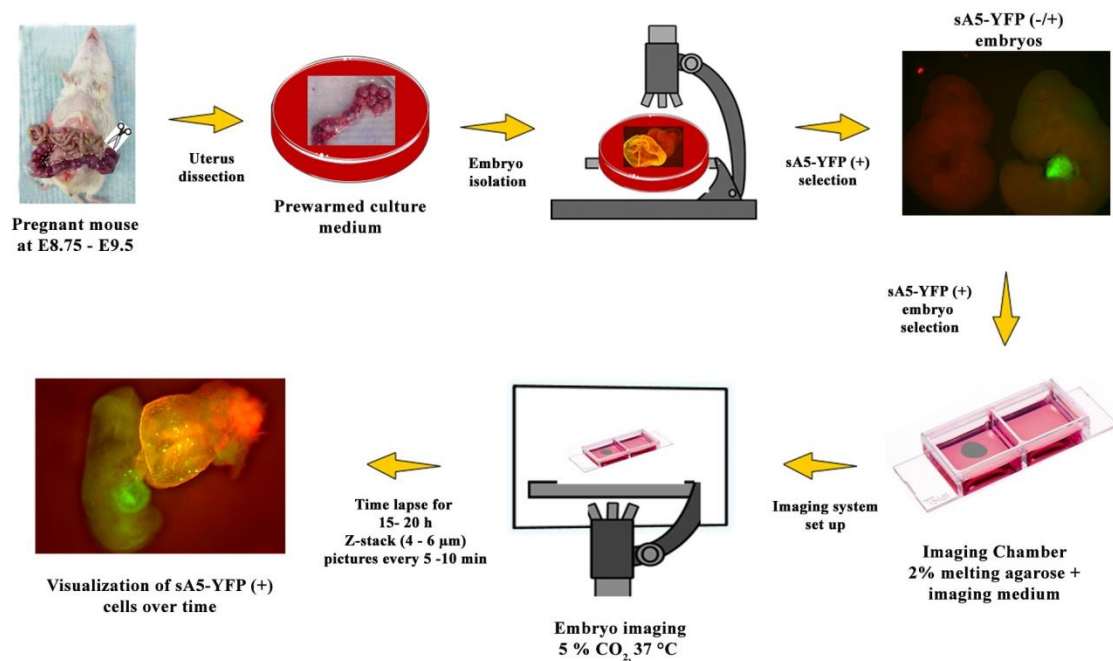 Pregnant mouse
at E8.75 - E9.5
Uterus
dissection
Prewarmed culture
medium
Embryo
isolation
sA5-YFP (+)
selection
sA5-YFP (-/+)
embryos
sA5-YFP (+)
embryo
selection
Imaging Chamber
2% melting agarose +
imaging medium
Imaging system
set up
Embryo imaging
5 % CO₂, 37 °C
Time lapse for
15- 20 h
Z-stack (4 - 6 μm)
pictures every 5 -10 min
Visualization of sA5-YFP (+)
cells over time